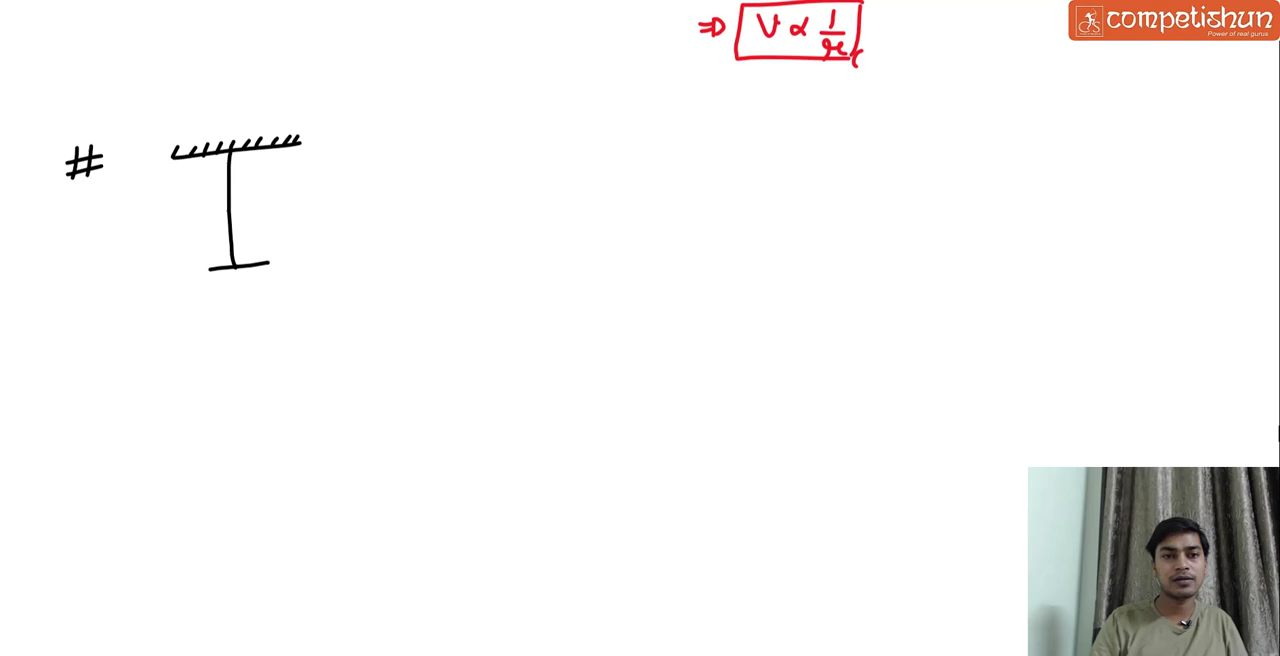 ⇒ V ∝ 1/r
competishun
Power of real gurus
#